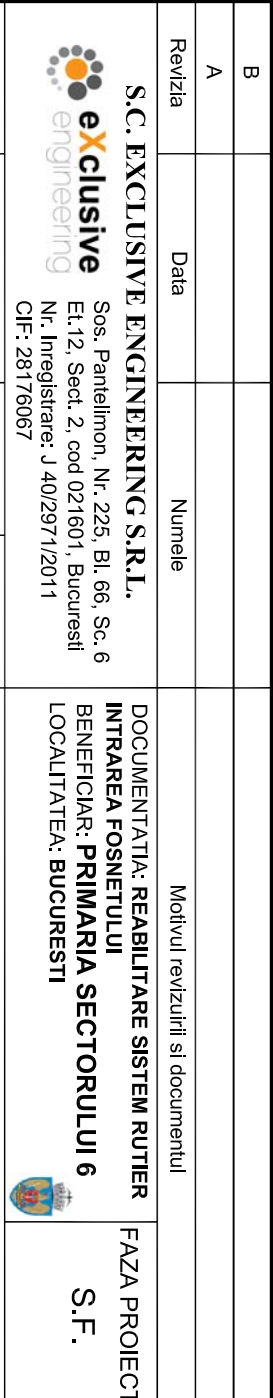 B
A
Revizia Data Numele Motivul revizuirii si documentul
S.C. EXCLUSIVE ENGINEERING S.R.L.
eXclusive
engineering
Sos. Pantelimon, Nr. 225, Bl. 66, Sc. 6
Et.12, Sect. 2, cod 021601, Bucuresti
Nr. Inregistrare: J 40/2971/2011
CIF: 28176067
DOCUMENTATIA: REABILITARE SISTEM RUTIER
INTRAREA FOSNETULUI
BENEFICIAR: PRIMARIA SECTORULUI 6
LOCALITATEA: BUCURESTI
FAZA PROIECT
S.F.